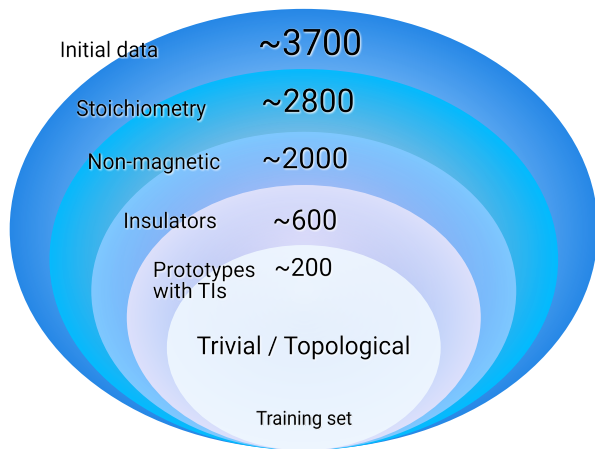 Initial data ~3700
Stoichiometry ~2800
Non-magnetic ~2000
Insulators ~600
Prototypes ~200
with TIs
Trivial / Topological
Training set